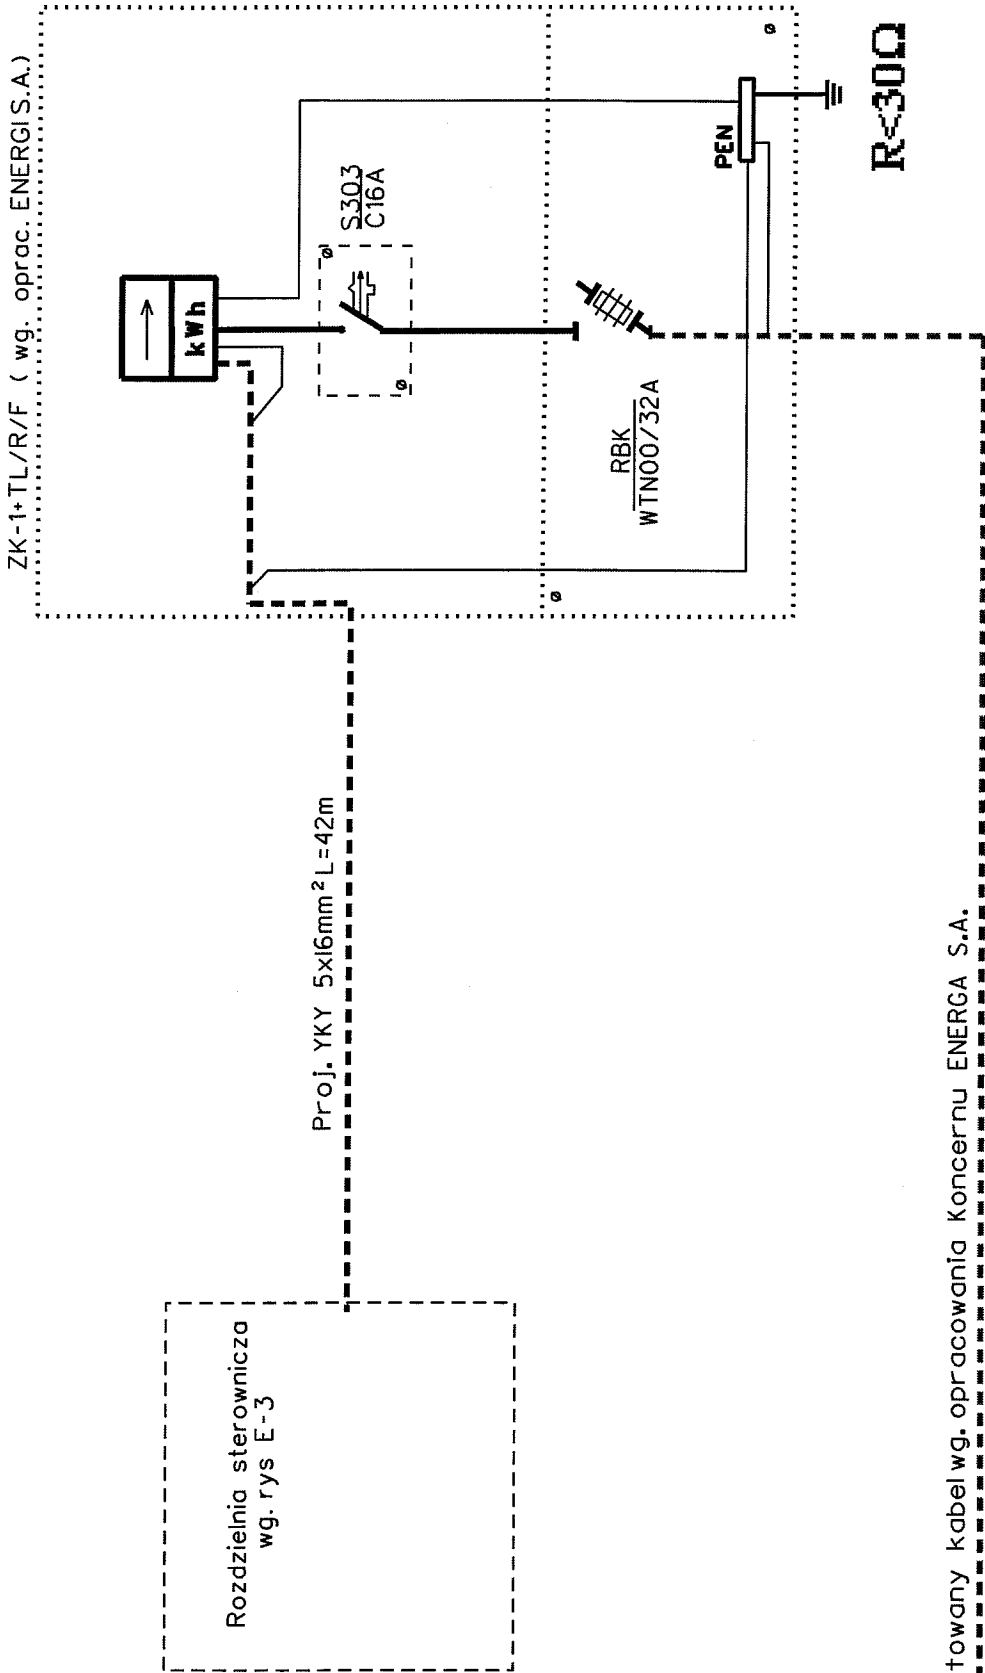 ZK-1+TL/R/F ( wg. oprac. ENERGI S.A.)
kWh
S303
C16A
RBK
WTN00/32A
PEN
R<30Ω
Proj. YKY 5x16mm² L=42m
Rozdzielnia sterownicza
wg. rys E-3
towany kabel wg. opracowania Koncernu ENERGA S.A.